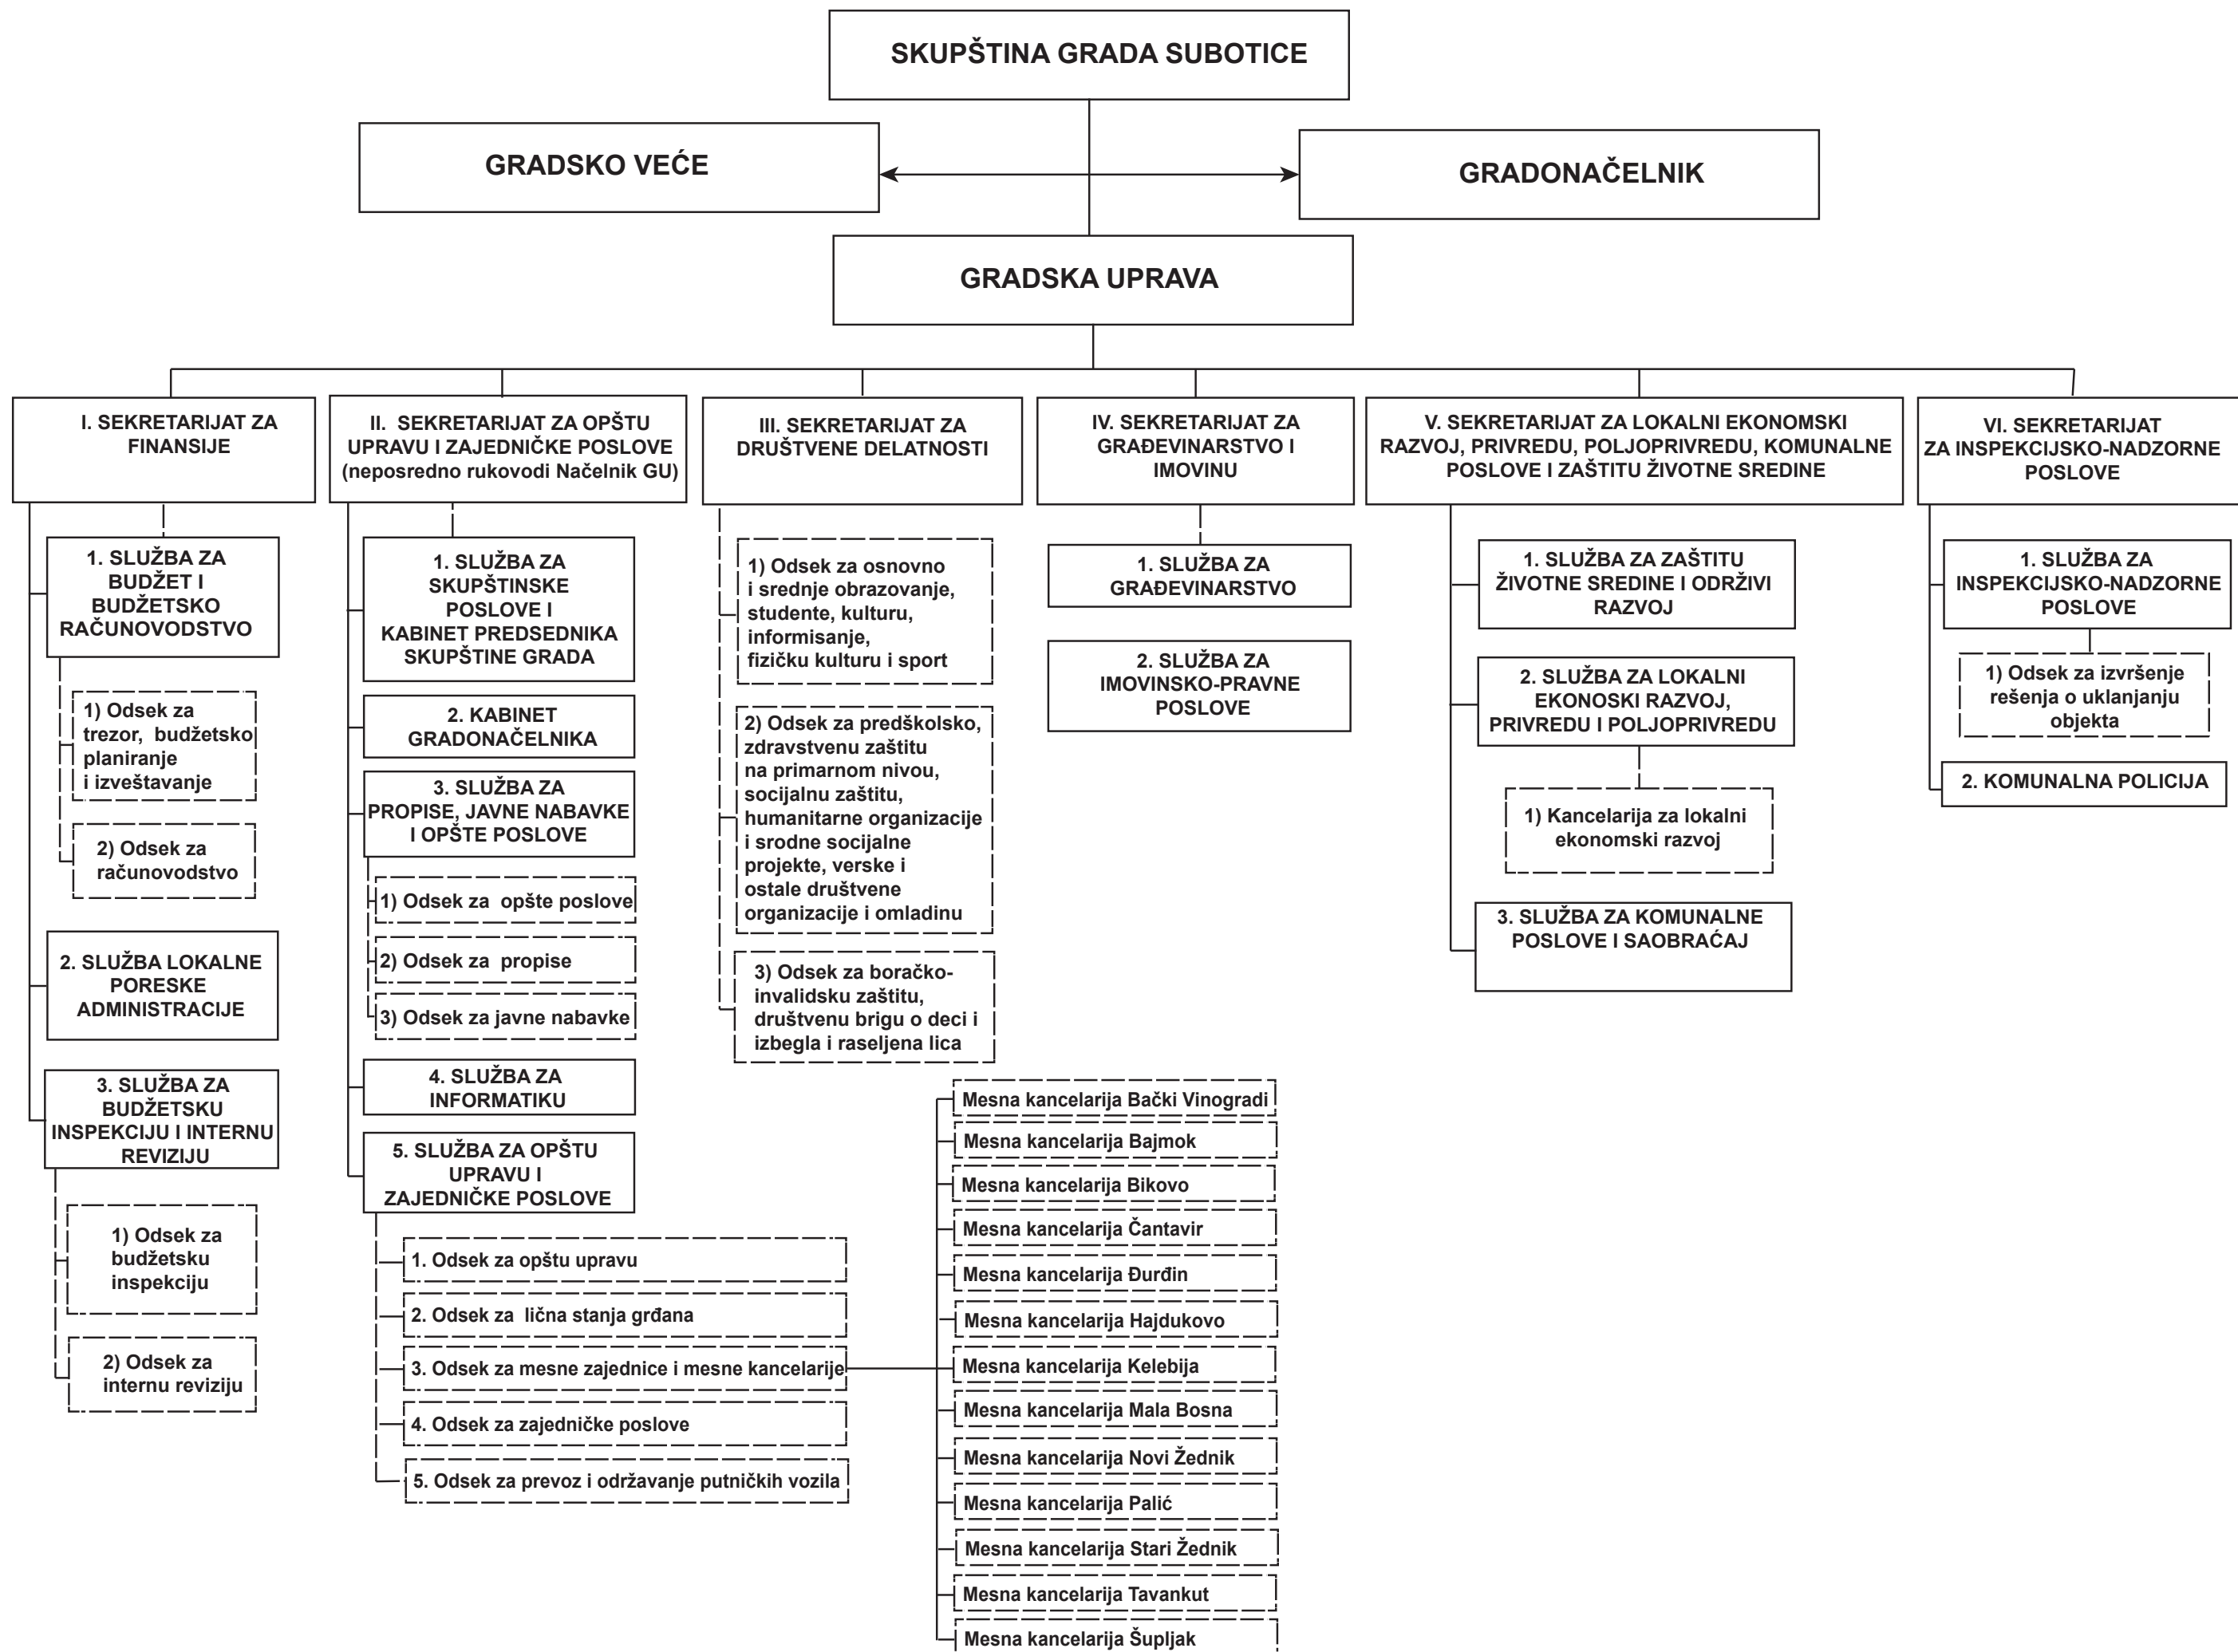 SKUPŠTINA GRADA SUBOTICE
GRADSKO VEĆE
GRADONAČELNIK
GRADSKA UPRAVA
I. SEKRETARIJAT ZA
FINANSIJE
1. SLUŽBA ZA
BUDŽET I
BUDŽETSKO
RAČUNOVODSTVO
1) Odsek za
trezor, budžetsko
planiranje
i izveštavanje
2) Odsek za
računovodstvo
2. SLUŽBA LOKALNE
PORESKE
ADMINISTRACIJE
3. SLUŽBA ZA
BUDŽETSKU
INSPEKCIJU I INTERNU
REVIZIJU
1) Odsek za
budžetsku
inspekciju
2) Odsek za
internu reviziju
II. SEKRETARIJAT ZA OPŠTU
UPRAVU I ZAJEDNIČKE POSLOVE
(neposredno rukovodi Načelnik GU)
1. SLUŽBA ZA
SKUPŠTINSKE
POSLOVE I
KABINET PREDSEDNIKA
SKUPŠTINE GRADA
2. KABINET
GRADONAČELNIKA
3. SLUŽBA ZA
PROPISE, JAVNE NABAVKE
I OPŠTE POSLOVE
1) Odsek za opšte poslove
2) Odsek za propise
3) Odsek za javne nabavke
4. SLUŽBA ZA
INFORMATIKU
5. SLUŽBA ZA OPŠTU
UPRAVU I
ZAJEDNIČKE POSLOVE
1. Odsek za opštu upravu
2. Odsek za lična stanja grđana
3. Odsek za mesne zajednice i mesne kancelarije
4. Odsek za zajedničke poslove
5. Odsek za prevoz i održavanje putničkih vozila
Mesna kancelarija Bački Vinogradi
Mesna kancelarija Bajmok
Mesna kancelarija Bikovo
Mesna kancelarija Čantavir
Mesna kancelarija Đurđin
Mesna kancelarija Hajdukovo
Mesna kancelarija Kelebija
Mesna kancelarija Mala Bosna
Mesna kancelarija Novi Žednik
Mesna kancelarija Palić
Mesna kancelarija Stari Žednik
Mesna kancelarija Tavankut
Mesna kancelarija Šupljak
III. SEKRETARIJAT ZA
DRUŠTVENE DELATNOSTI
1) Odsek za osnovno
i srednje obrazovanje,
studente, kulturu,
informisanje,
fizičku kulturu i sport
2) Odsek za predškolsko,
zdravstvenu zaštitu
na primarnom nivou,
socijalnu zaštitu,
humanitarne organizacije
i srodne socijalne
projekte, verske i
ostale društvene
organizacije i omladinu
3) Odsek za boračko-
invalidsku zaštitu,
društvenu brigu o deci i
izbegla i raseljena lica
IV. SEKRETARIJAT ZA
GRAĐEVINARSTVO I
IMOVINU
1. SLUŽBA ZA
GRAĐEVINARSTVO
2. SLUŽBA ZA
IMOVINSKO-PRAVNE
POSLOVE
V. SEKRETARIJAT ZA LOKALNI EKONOMSKI
RAZVOJ, PRIVREDU, POLJOPRIVREDU, KOMUNALNE
POSLOVE I ZAŠTITU ŽIVOTNE SREDINE
1. SLUŽBA ZA ZAŠTITU
ŽIVOTNE SREDINE I ODRŽIVI
RAZVOJ
2. SLUŽBA ZA LOKALNI
EKONOSKI RAZVOJ,
PRIVREDU I POLJOPRIVREDU
1) Kancelarija za lokalni
ekonomski razvoj
3. SLUŽBA ZA KOMUNALNE
POSLOVE I SAOBRAĆAJ
VI. SEKRETARIJAT
ZA INSPEKCIJSKO-NADZORNE
POSLOVE
1. SLUŽBA ZA
INSPEKCIJSKO-NADZORNE
POSLOVE
1) Odsek za izvršenje
rešenja o uklanjanju
objekta
2. KOMUNALNA POLICIJA